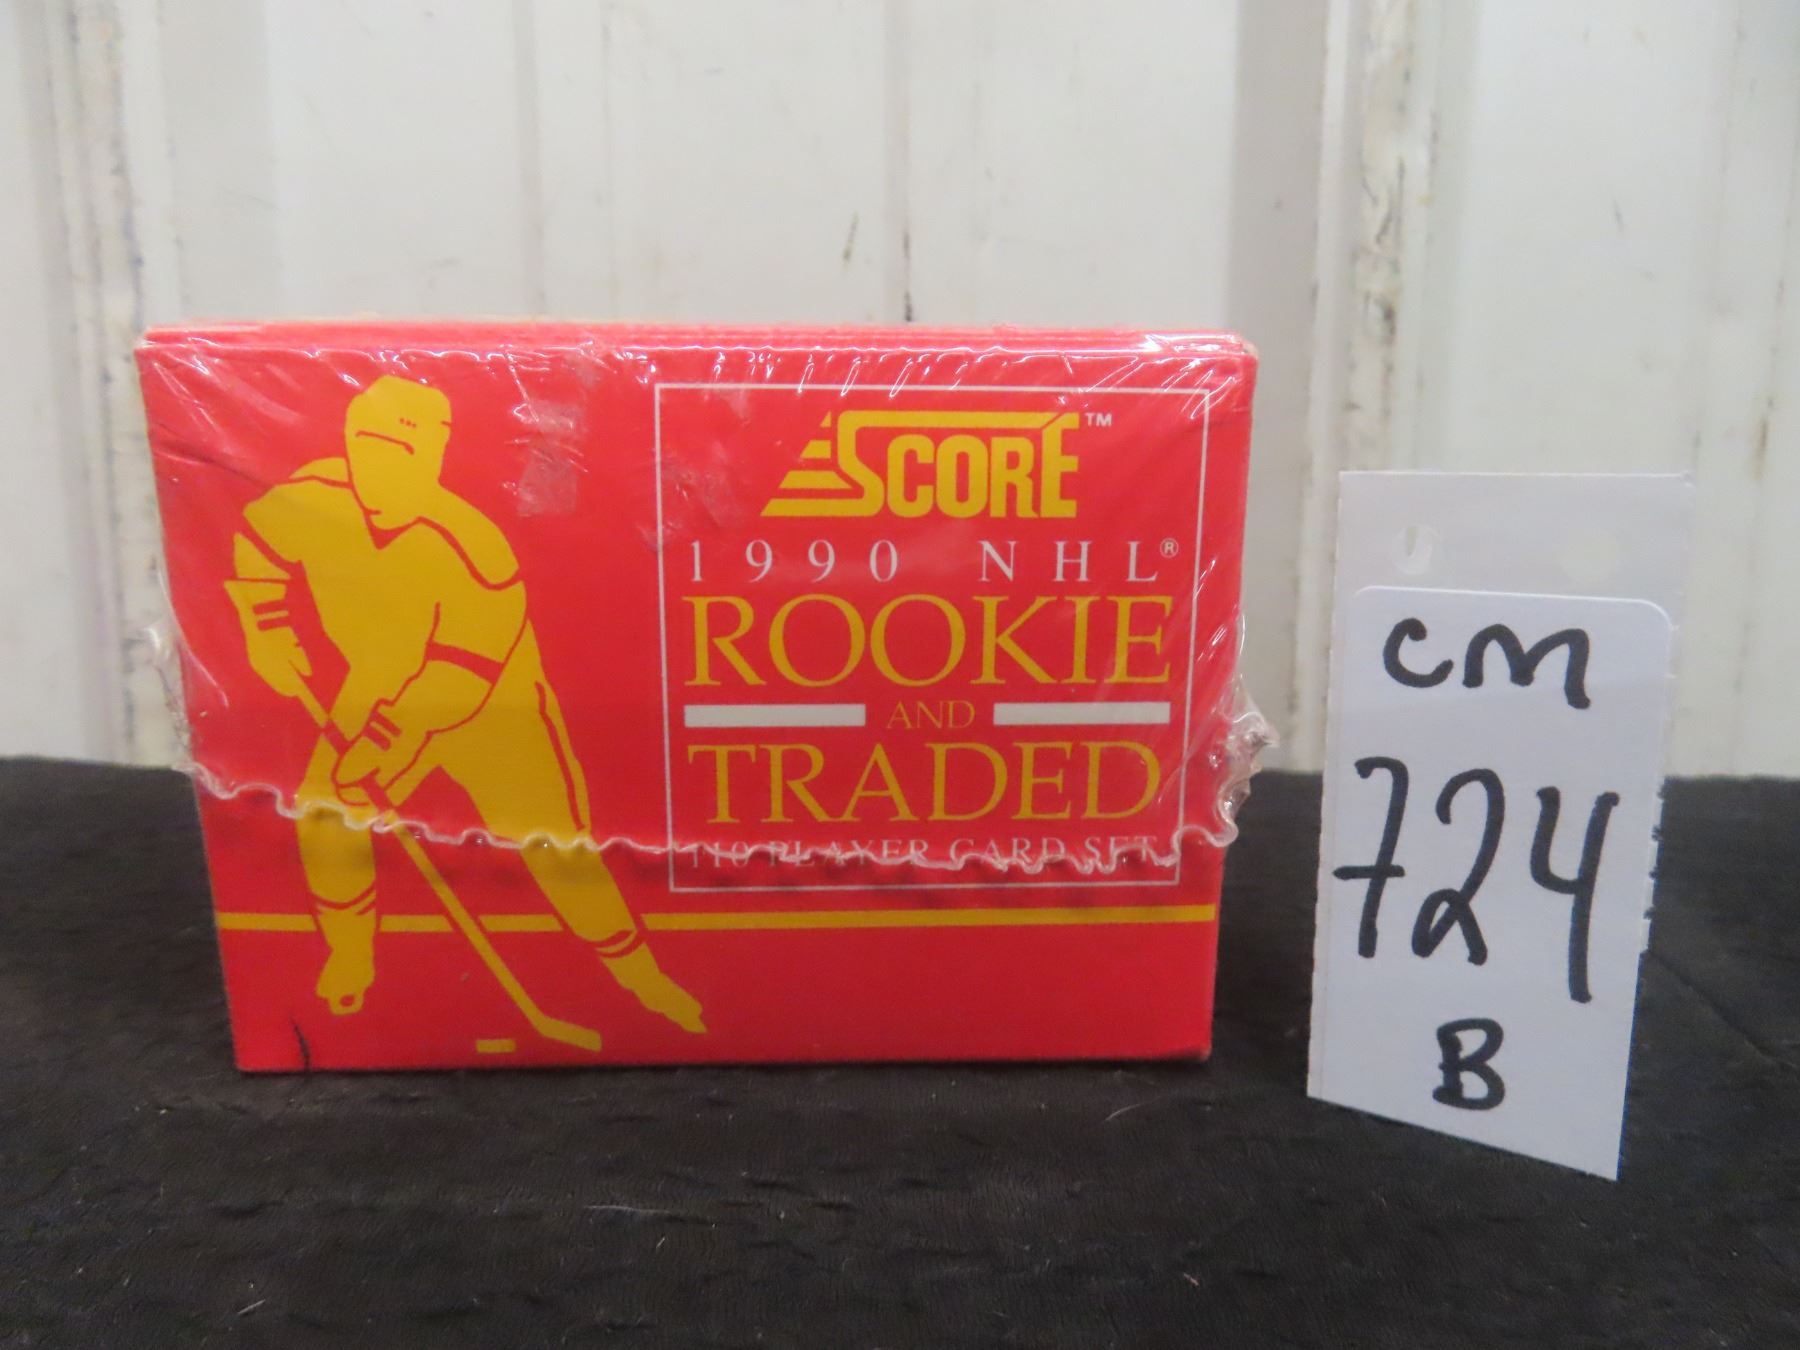 SCORE™
1990 NHL®
ROOKIE
AND
TRADED
110 PLAYER CARD SET
CM
724
B